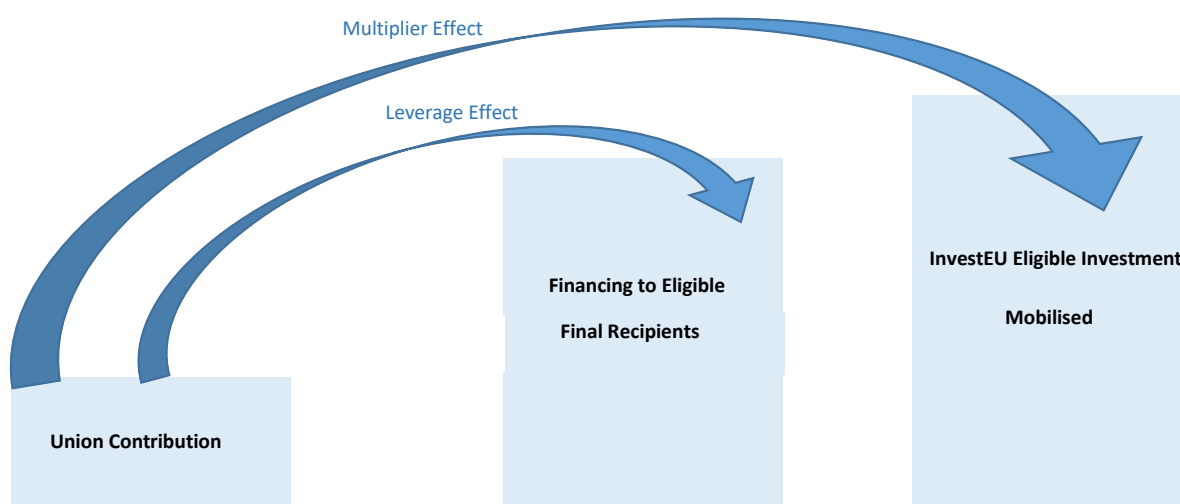 Multiplier Effect
Leverage Effect
InvestEU Eligible Investment
Mobilised
Financing to Eligible
Final Recipients
Union Contribution